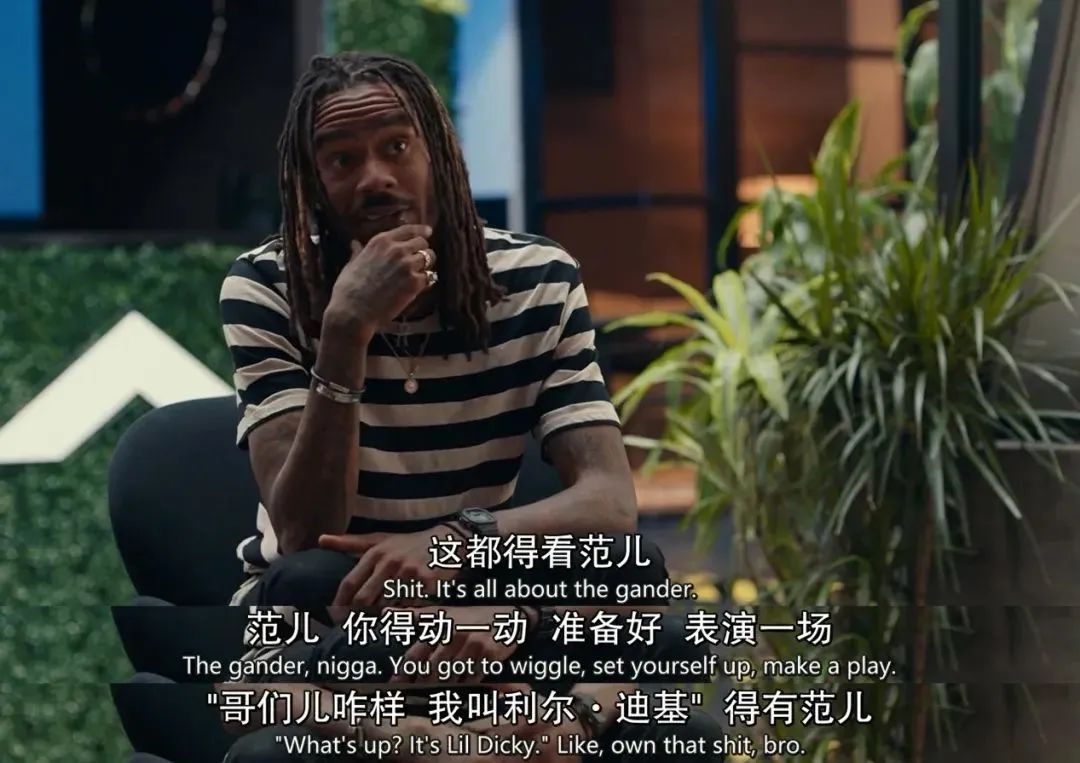 这都得看范儿
Shit. It's all about the gander.
范儿 你得动一动 准备好 表演一场
The gander, nigga. You got to wiggle, set yourself up, make a play.
"哥们儿咋样 我叫利尔·迪基" 得有范儿
"What's up? It's Lil Dicky." Like, own that shit, bro.